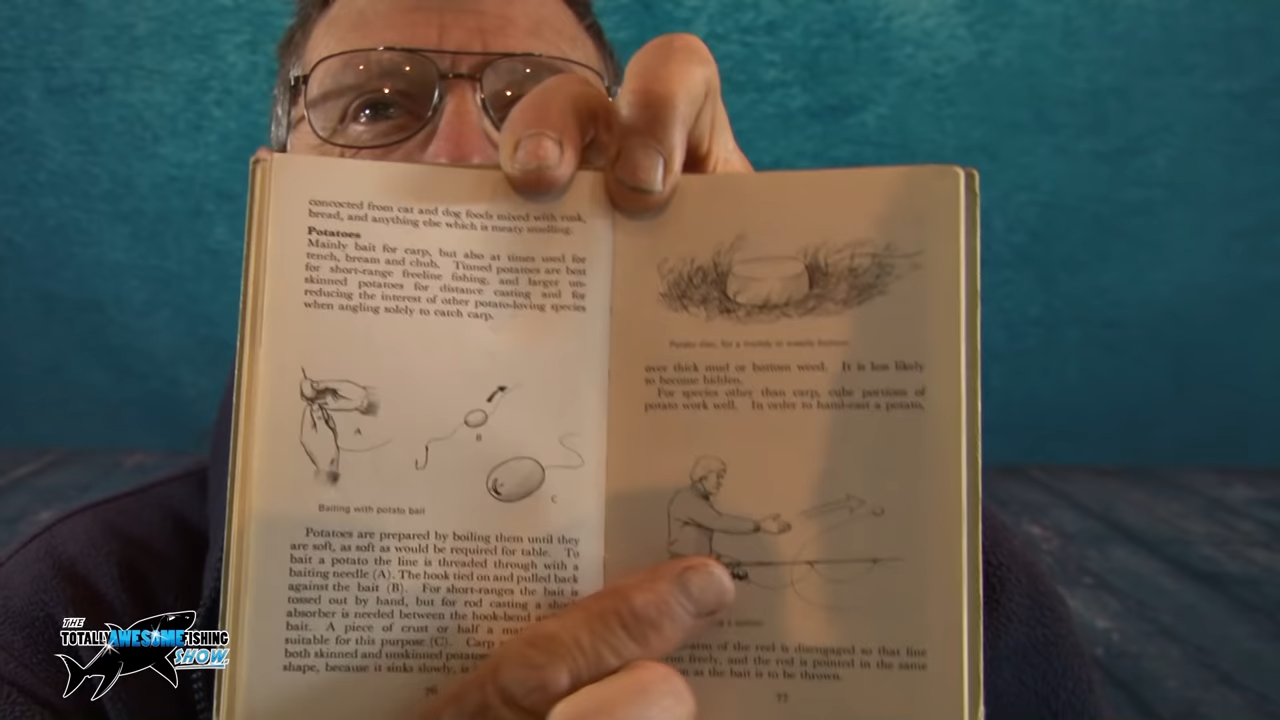 concocted from cat and dog foods mixed with rusk,
bread, and anything else which is meaty smelling.
Potatoes
Mainly bait for carp, but also at times used for
tench, bream and chub. Tinned potatoes are best
for short-range freeline fishing, and larger un-
skinned potatoes for distance casting and for
reducing the interest of other potato-loving species
when angling solely to catch carp.
A
B
C
Baiting with potato bait
Potatoes are prepared by boiling them until they
are soft, as soft as would be required for table. To
bait a potato the line is threaded through with a
baiting needle (A). The hook tied on and pulled back
against the bait (B). For short-ranges the bait is
tossed out by hand, but for rod casting a
absorber is needed between the hook-bend
bait. A piece of crust or half a
suitable for this purpose (C). Carp
both skinned and unskinned
shape, because it sinks slowly,
76
over thick mud or bottom weed. It is less likely
to become hidden.
For species other than carp, cube portions of
potato work well. In order to hand-cast a potato,
of the reel is disengaged so that line
freely, and the rod is pointed in the same
as the bait is to be thrown.
77
THE
TOTALLYAWESOMEFISHING
SHOW.